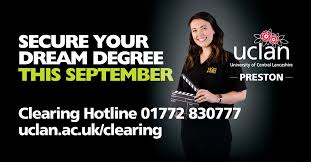 SECURE YOUR
DREAM DEGREE
THIS SEPTEMBER
uclan
University of Central Lancashire
PRESTON
Clearing Hotline 01772 830777
uclan.ac.uk/clearing